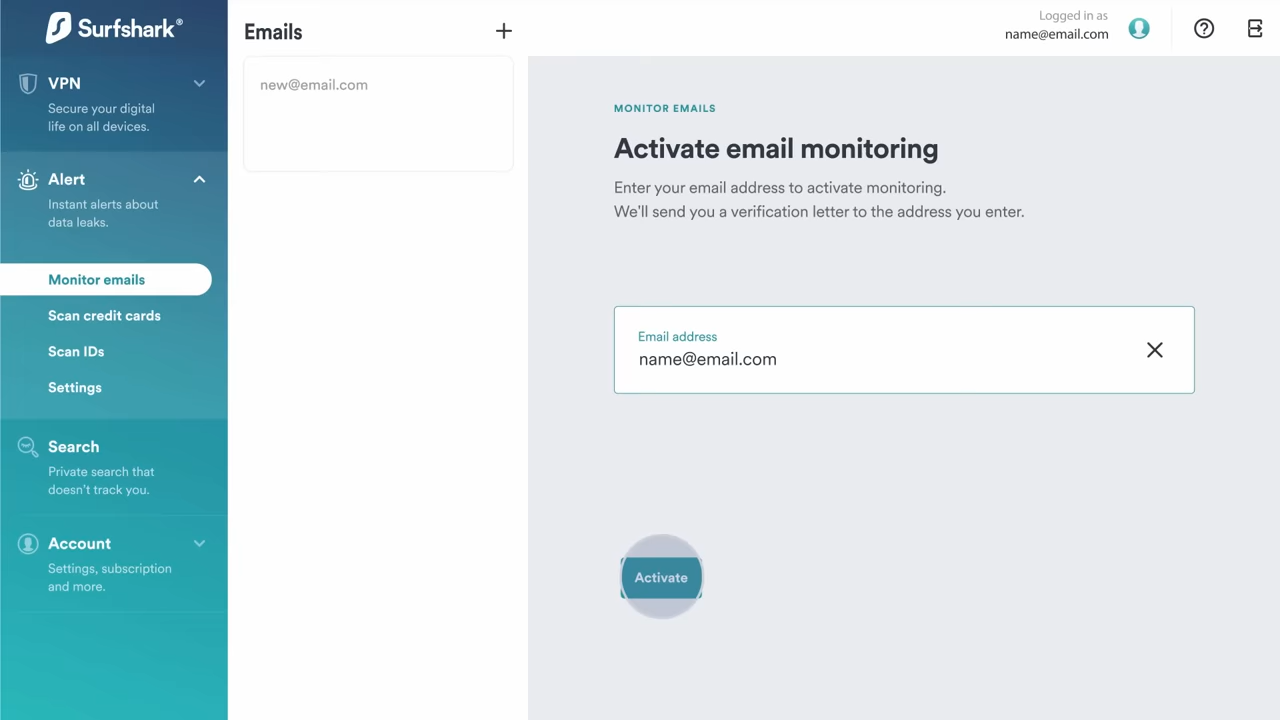 Surfshark®
VPN
Secure your digital
life on all devices.
Alert
Instant alerts about
data leaks.
Monitor emails
Scan credit cards
Scan IDs
Settings
Search
Private search that
doesn't track you.
Account
Settings, subscription
and more.
Emails
new@email.com
Logged in as
name@email.com
MONITOR EMAILS
Activate email monitoring
Enter your email address to activate monitoring.
We'll send you a verification letter to the address you enter.
Email address
name@email.com
Activate